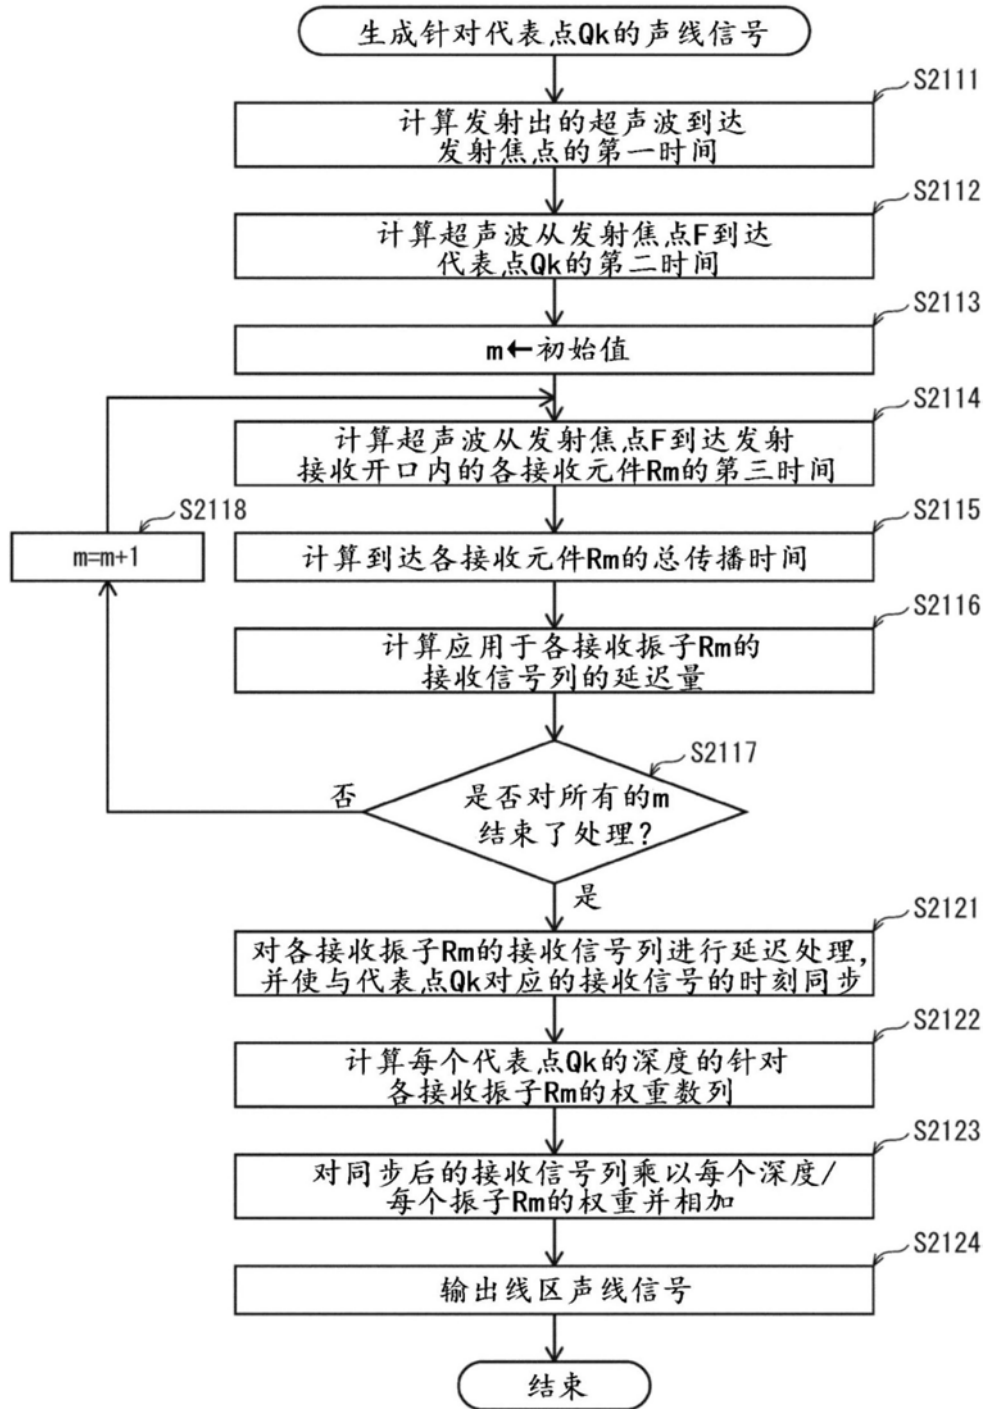 生成针对代表点Qk的声线信号
S2111
计算发射出的超声波到达
发射焦点的第一时间
S2112
计算超声波从发射焦点F到达
代表点Qk的第二时间
S2113
m←初始值
S2114
计算超声波从发射焦点F到达发射
接收开口内的各接收元件Rm的第三时间
S2118
m=m+1
S2115
计算到达各接收元件Rm的总传播时间
S2116
计算应用于各接收振子Rm的
接收信号列的延迟量
S2117
否
是否对所有的m
结束了处理?
是
S2121
对各接收振子Rm的接收信号列进行延迟处理,
并使与代表点Qk对应的接收信号的时刻同步
S2122
计算每个代表点Qk的深度的针对
各接收振子Rm的权重数列
S2123
对同步后的接收信号列乘以每个深度/
每个振子Rm的权重并相加
S2124
输出线区声线信号
结束